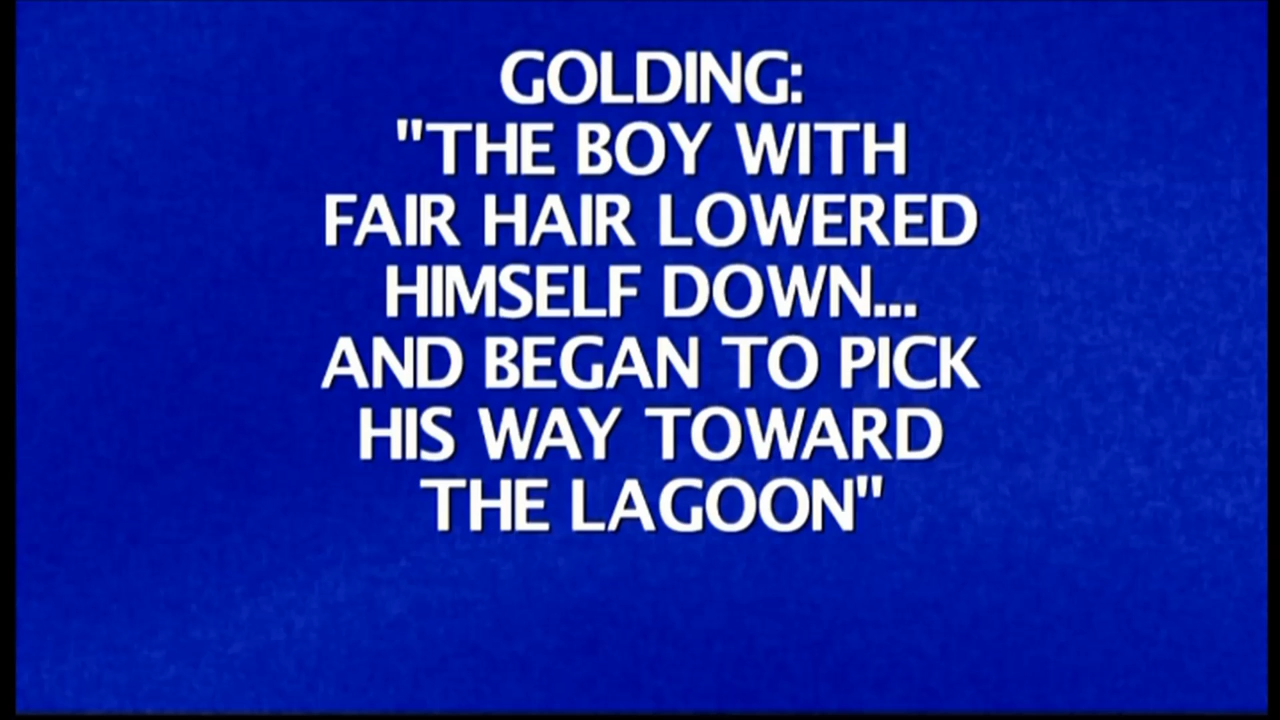 GOLDING:
"THE BOY WITH
FAIR HAIR LOWERED
HIMSELF DOWN...
AND BEGAN TO PICK
HIS WAY TOWARD
THE LAGOON"